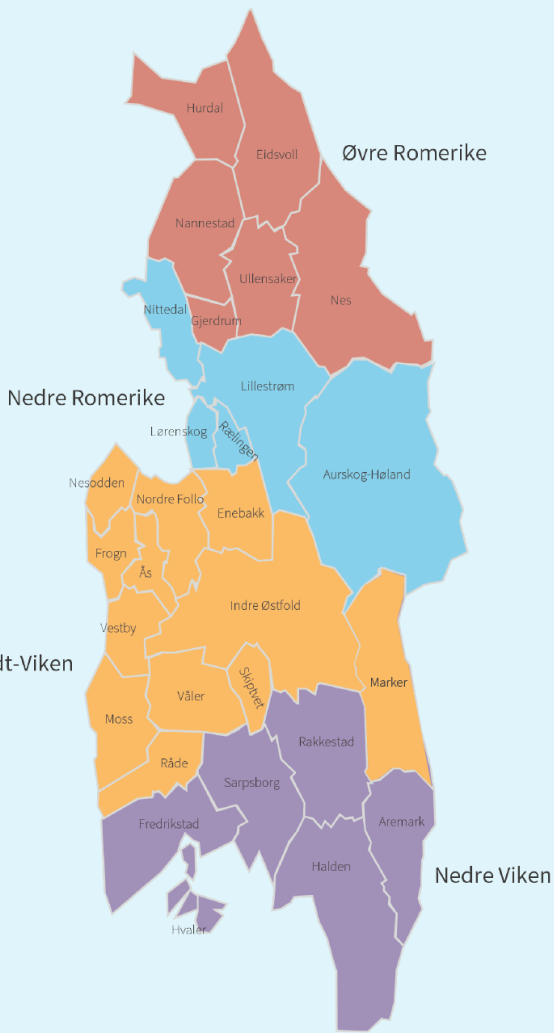 Hurdal
Eidsvoll
Øvre Romerike
Nannestad
Ullensaker
Nes
Nittedal
Gjerdrum
Lillestrøm
Nedre Romerike
Lørenskog
Rælingen
Aurskog-Høland
Nesodden
Nordre Follo
Enebakk
Frogn
Ås
Indre Østfold
Vestby
dt-Viken
Skiptvet
Marker
Våler
Moss
Rakkestad
Råde
Sarpsborg
Fredrikstad
Aremark
Halden
Nedre Viken
Hvaler